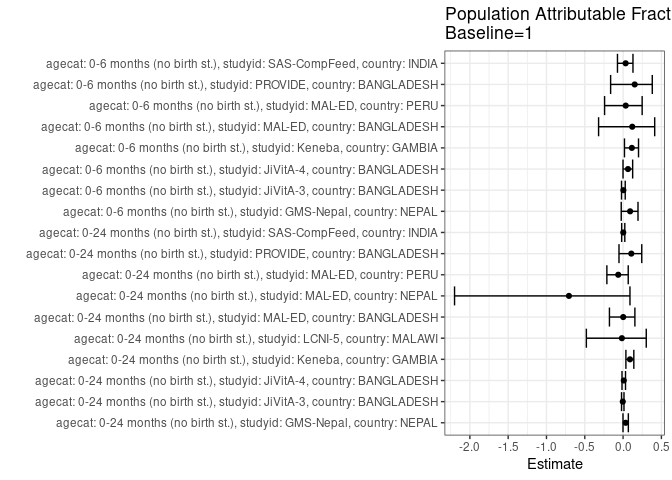 Population Attributable Fract
Baseline=1
agecat: 0-6 months (no birth st.), studyid: SAS-CompFeed, country: INDIA
agecat: 0-6 months (no birth st.), studyid: PROVIDE, country: BANGLADESH
agecat: 0-6 months (no birth st.), studyid: MAL-ED, country: PERU
agecat: 0-6 months (no birth st.), studyid: MAL-ED, country: BANGLADESH
agecat: 0-6 months (no birth st.), studyid: Keneba, country: GAMBIA
agecat: 0-6 months (no birth st.), studyid: JiVitA-4, country: BANGLADESH
agecat: 0-6 months (no birth st.), studyid: JiVitA-3, country: BANGLADESH
agecat: 0-6 months (no birth st.), studyid: GMS-Nepal, country: NEPAL
agecat: 0-24 months (no birth st.), studyid: SAS-CompFeed, country: INDIA
agecat: 0-24 months (no birth st.), studyid: PROVIDE, country: BANGLADESH
agecat: 0-24 months (no birth st.), studyid: MAL-ED, country: PERU
agecat: 0-24 months (no birth st.), studyid: MAL-ED, country: NEPAL
agecat: 0-24 months (no birth st.), studyid: MAL-ED, country: BANGLADESH
agecat: 0-24 months (no birth st.), studyid: LCNI-5, country: MALAWI
agecat: 0-24 months (no birth st.), studyid: Keneba, country: GAMBIA
agecat: 0-24 months (no birth st.), studyid: JiVitA-4, country: BANGLADESH
agecat: 0-24 months (no birth st.), studyid: JiVitA-3, country: BANGLADESH
agecat: 0-24 months (no birth st.), studyid: GMS-Nepal, country: NEPAL
-2.0 -1.5 -1.0 -0.5 0.0 0.5
Estimate